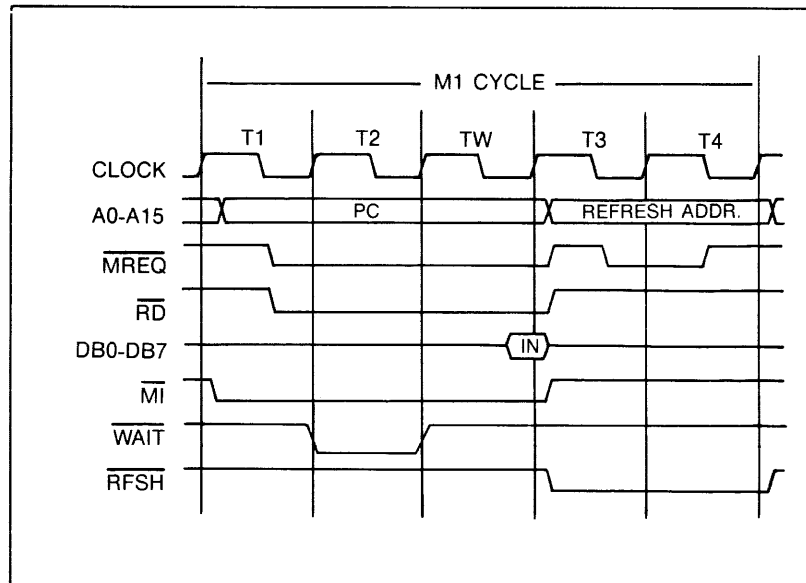 M1 CYCLE
T1 T2 TW T3 T4
CLOCK
A0-A15 PC REFRESH ADDR.
MREQ
RD
DB0-DB7 IN
MI
WAIT
RFSH